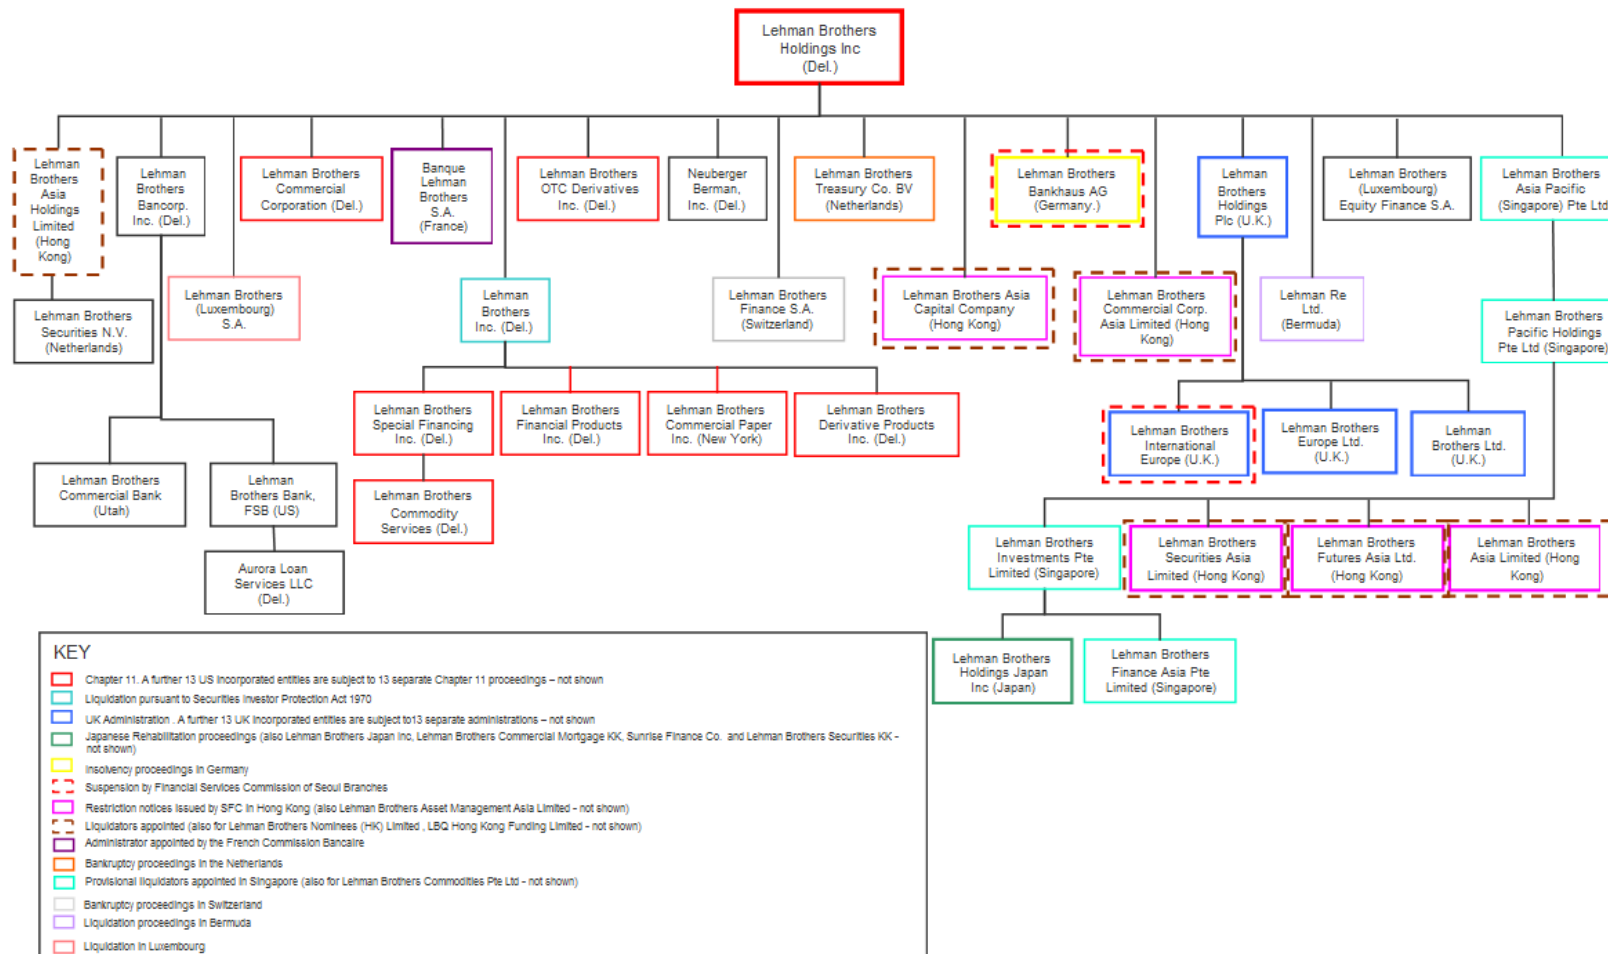 Lehman Brothers
Holdings Inc
(Del.)
Lehman
Brothers
Asia
Holdings
Limited
(Hong
Kong)
Lehman
Brothers
Bancorp.
Inc. (Del.)
Lehman Brothers
Commercial
Corporation (Del.)
Banque
Lehman
Brothers
S.A.
(France)
Lehman Brothers
OTC Derivatives
Inc. (Del.)
Neuberger
Berman,
Inc. (Del.)
Lehman Brothers
Treasury Co. BV
(Netherlands)
Lehman Brothers
Bankhaus AG
(Germany.)
Lehman
Brothers
Holdings
Plc (U.K.)
Lehman Brothers
(Luxembourg)
Equity Finance S.A.
Lehman Brothers
Asia Pacific
(Singapore) Pte Ltd
Lehman Brothers
Securities N.V.
(Netherlands)
Lehman Brothers
(Luxembourg)
S.A.
Lehman
Brothers
Inc. (Del.)
Lehman Brothers
Finance S.A.
(Switzerland)
Lehman Brothers Asia
Capital Company
(Hong Kong)
Lehman Brothers
Commercial Corp.
Asia Limited (Hong
Kong)
Lehman Re
Ltd.
(Bermuda)
Lehman Brothers
Pacific Holdings
Pte Ltd (Singapore)
Lehman Brothers
Special Financing
Inc. (Del.)
Lehman Brothers
Financial Products
Inc. (Del.)
Lehman Brothers
Commercial Paper
Inc. (New York)
Lehman Brothers
Derivative Products
Inc. (Del.)
Lehman Brothers
International
Europe (U.K.)
Lehman Brothers
Europe Ltd.
(U.K.)
Lehman
Brothers Ltd.
(U.K.)
Lehman Brothers
Commercial Bank
(Utah)
Lehman
Brothers Bank,
FSB (US)
Lehman Brothers
Commodity
Services (Del.)
Lehman Brothers
Investments Pte
Limited (Singapore)
Lehman Brothers
Securities Asia
Limited (Hong Kong)
Lehman Brothers
Futures Asia Ltd.
(Hong Kong)
Lehman Brothers
Asia Limited (Hong
Kong)
Aurora Loan
Services LLC
(Del.)
Lehman Brothers
Holdings Japan
Inc (Japan)
Lehman Brothers
Finance Asia Pte
Limited (Singapore)
KEY
Chapter 11. A further 13 US incorporated entities are subject to 13 separate Chapter 11 proceedings – not shown
Liquidation pursuant to Securities Investor Protection Act 1970
UK Administration . A further 13 UK incorporated entities are subject to13 separate administrations – not shown
Japanese Rehabilitation proceedings (also Lehman Brothers Japan Inc, Lehman Brothers Commercial Mortgage KK, Sunrise Finance Co. and Lehman Brothers Securities KK –
not shown)
Insolvency proceedings in Germany
Suspension by Financial Services Commission of Seoul Branches
Restriction notices issued by SFC in Hong Kong (also Lehman Brothers Asset Management Asia Limited - not shown)
Liquidators appointed (also for Lehman Brothers Nominees (HK) Limited , LBQ Hong Kong Funding Limited - not shown)
Administrator appointed by the French Commission Bancaire
Bankruptcy proceedings in the Netherlands
Provisional liquidators appointed in Singapore (also for Lehman Brothers Commodities Pte Ltd - not shown)
Bankruptcy proceedings in Switzerland
Liquidation proceedings in Bermuda
Liquidation in Luxembourg